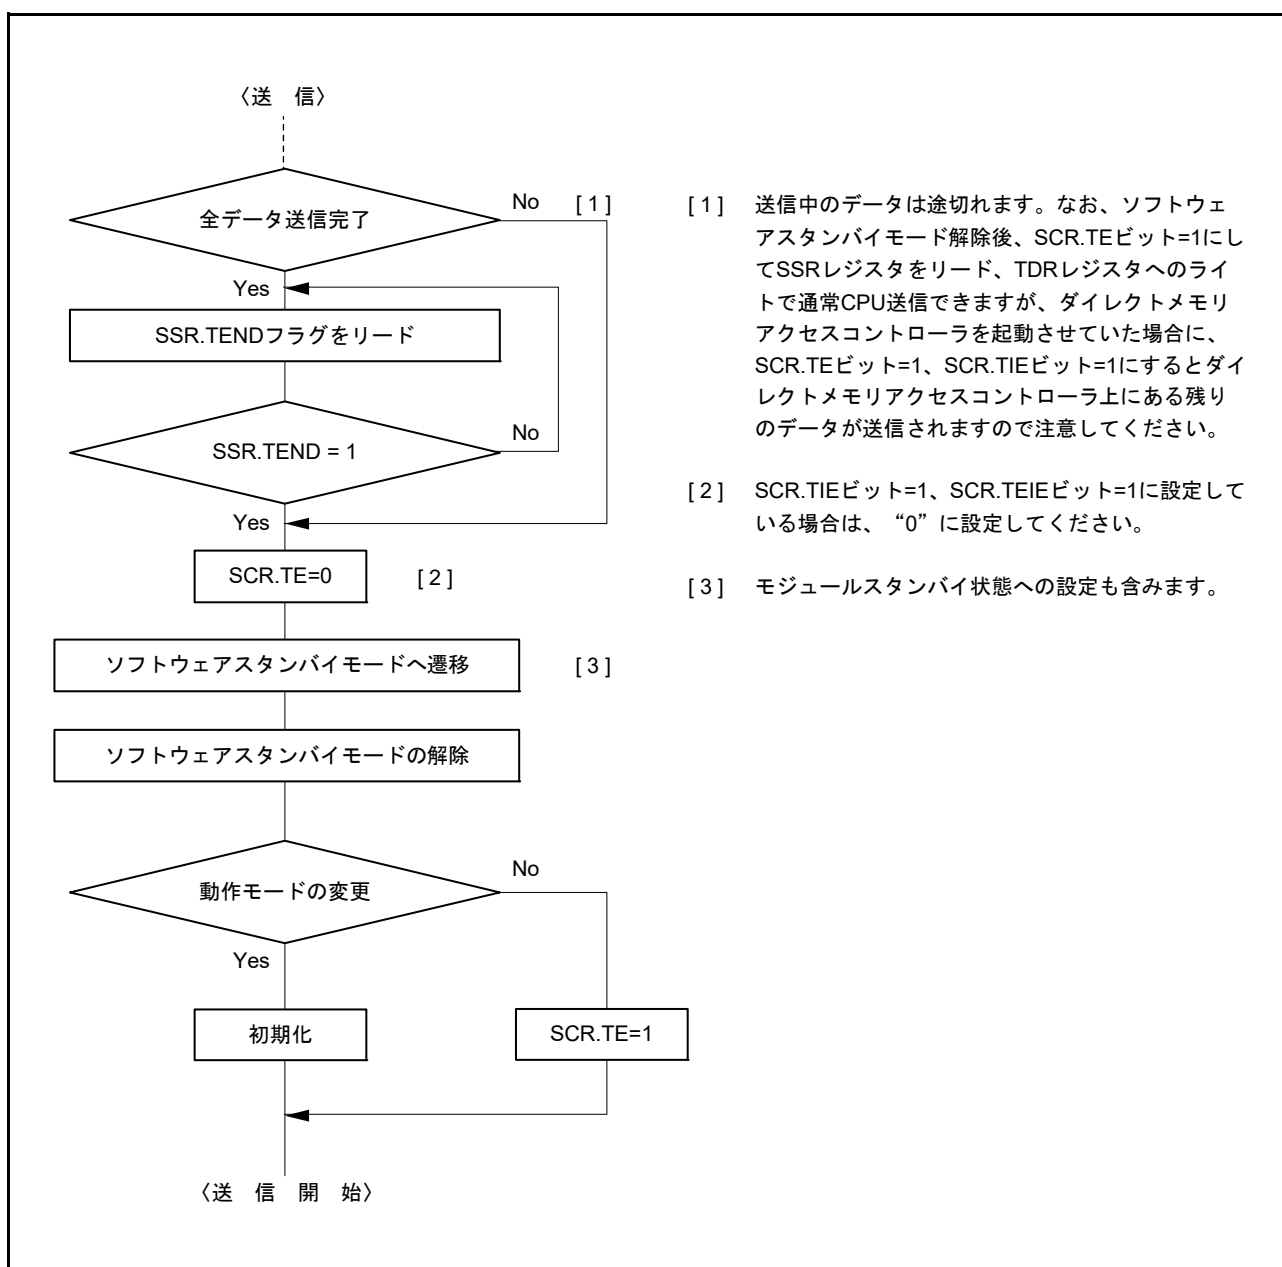 〈送 信〉
全データ送信完了
No [ 1 ]
Yes
SSR.TENDフラグをリード
SSR.TEND = 1
No
Yes
SCR.TE=0 [ 2 ]
ソフトウェアスタンバイモードへ遷移 [ 3 ]
ソフトウェアスタンバイモードの解除
動作モードの変更
No
Yes
初期化
SCR.TE=1
〈送 信 開 始〉
[ 1 ] 送信中のデータは途切れます。なお、ソフトウェ
アスタンバイモード解除後、SCR.TEビット=1にし
てSSRレジスタをリード、TDRレジスタへのライ
トで通常CPU送信できますが、ダイレクトメモリ
アクセスコントローラを起動させていた場合に、
SCR.TEビット=1、SCR.TIEビット=1にするとダイ
レクトメモリアクセスコントローラ上にある残り
のデータが送信されますので注意してください。
[ 2 ] SCR.TIEビット=1、SCR.TEIEビット=1に設定して
いる場合は、“0”に設定してください。
[ 3 ] モジュールスタンバイ状態への設定も含みます。